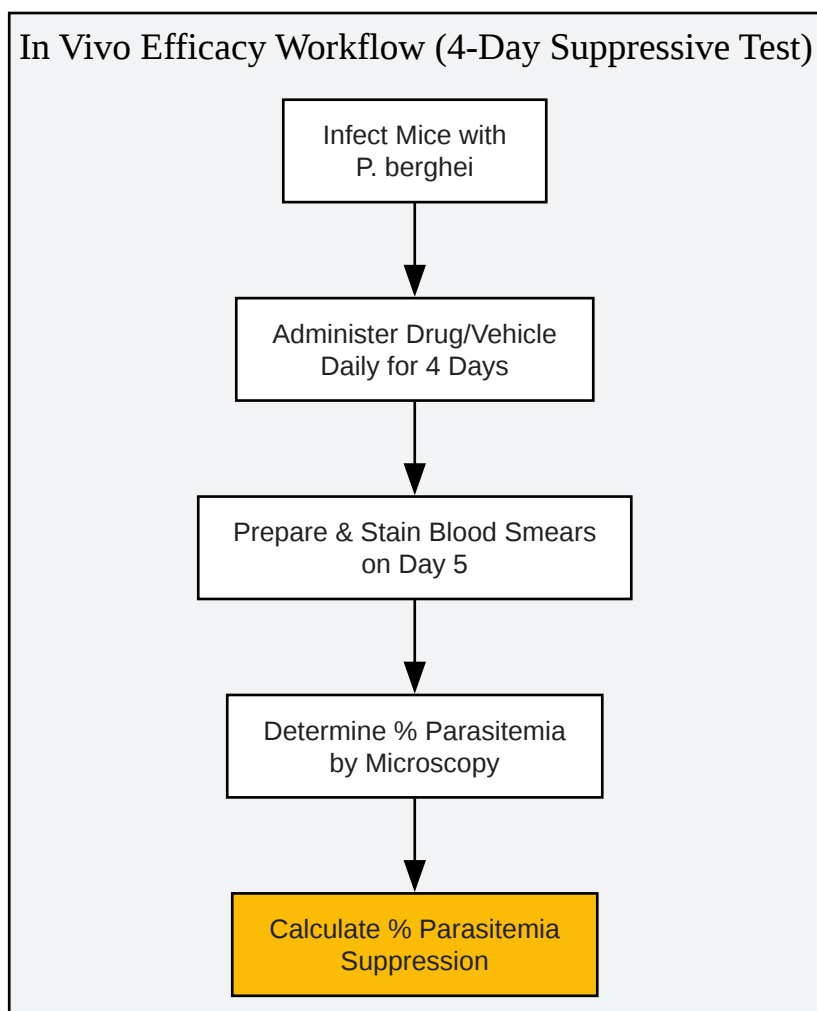 In Vivo Efficacy Workflow (4-Day Suppressive Test)
Infect Mice with
P. berghei
Administer Drug/Vehicle
Daily for 4 Days
Prepare & Stain Blood Smears
on Day 5
Determine % Parasitemia
by Microscopy
Calculate % Parasitemia
Suppression